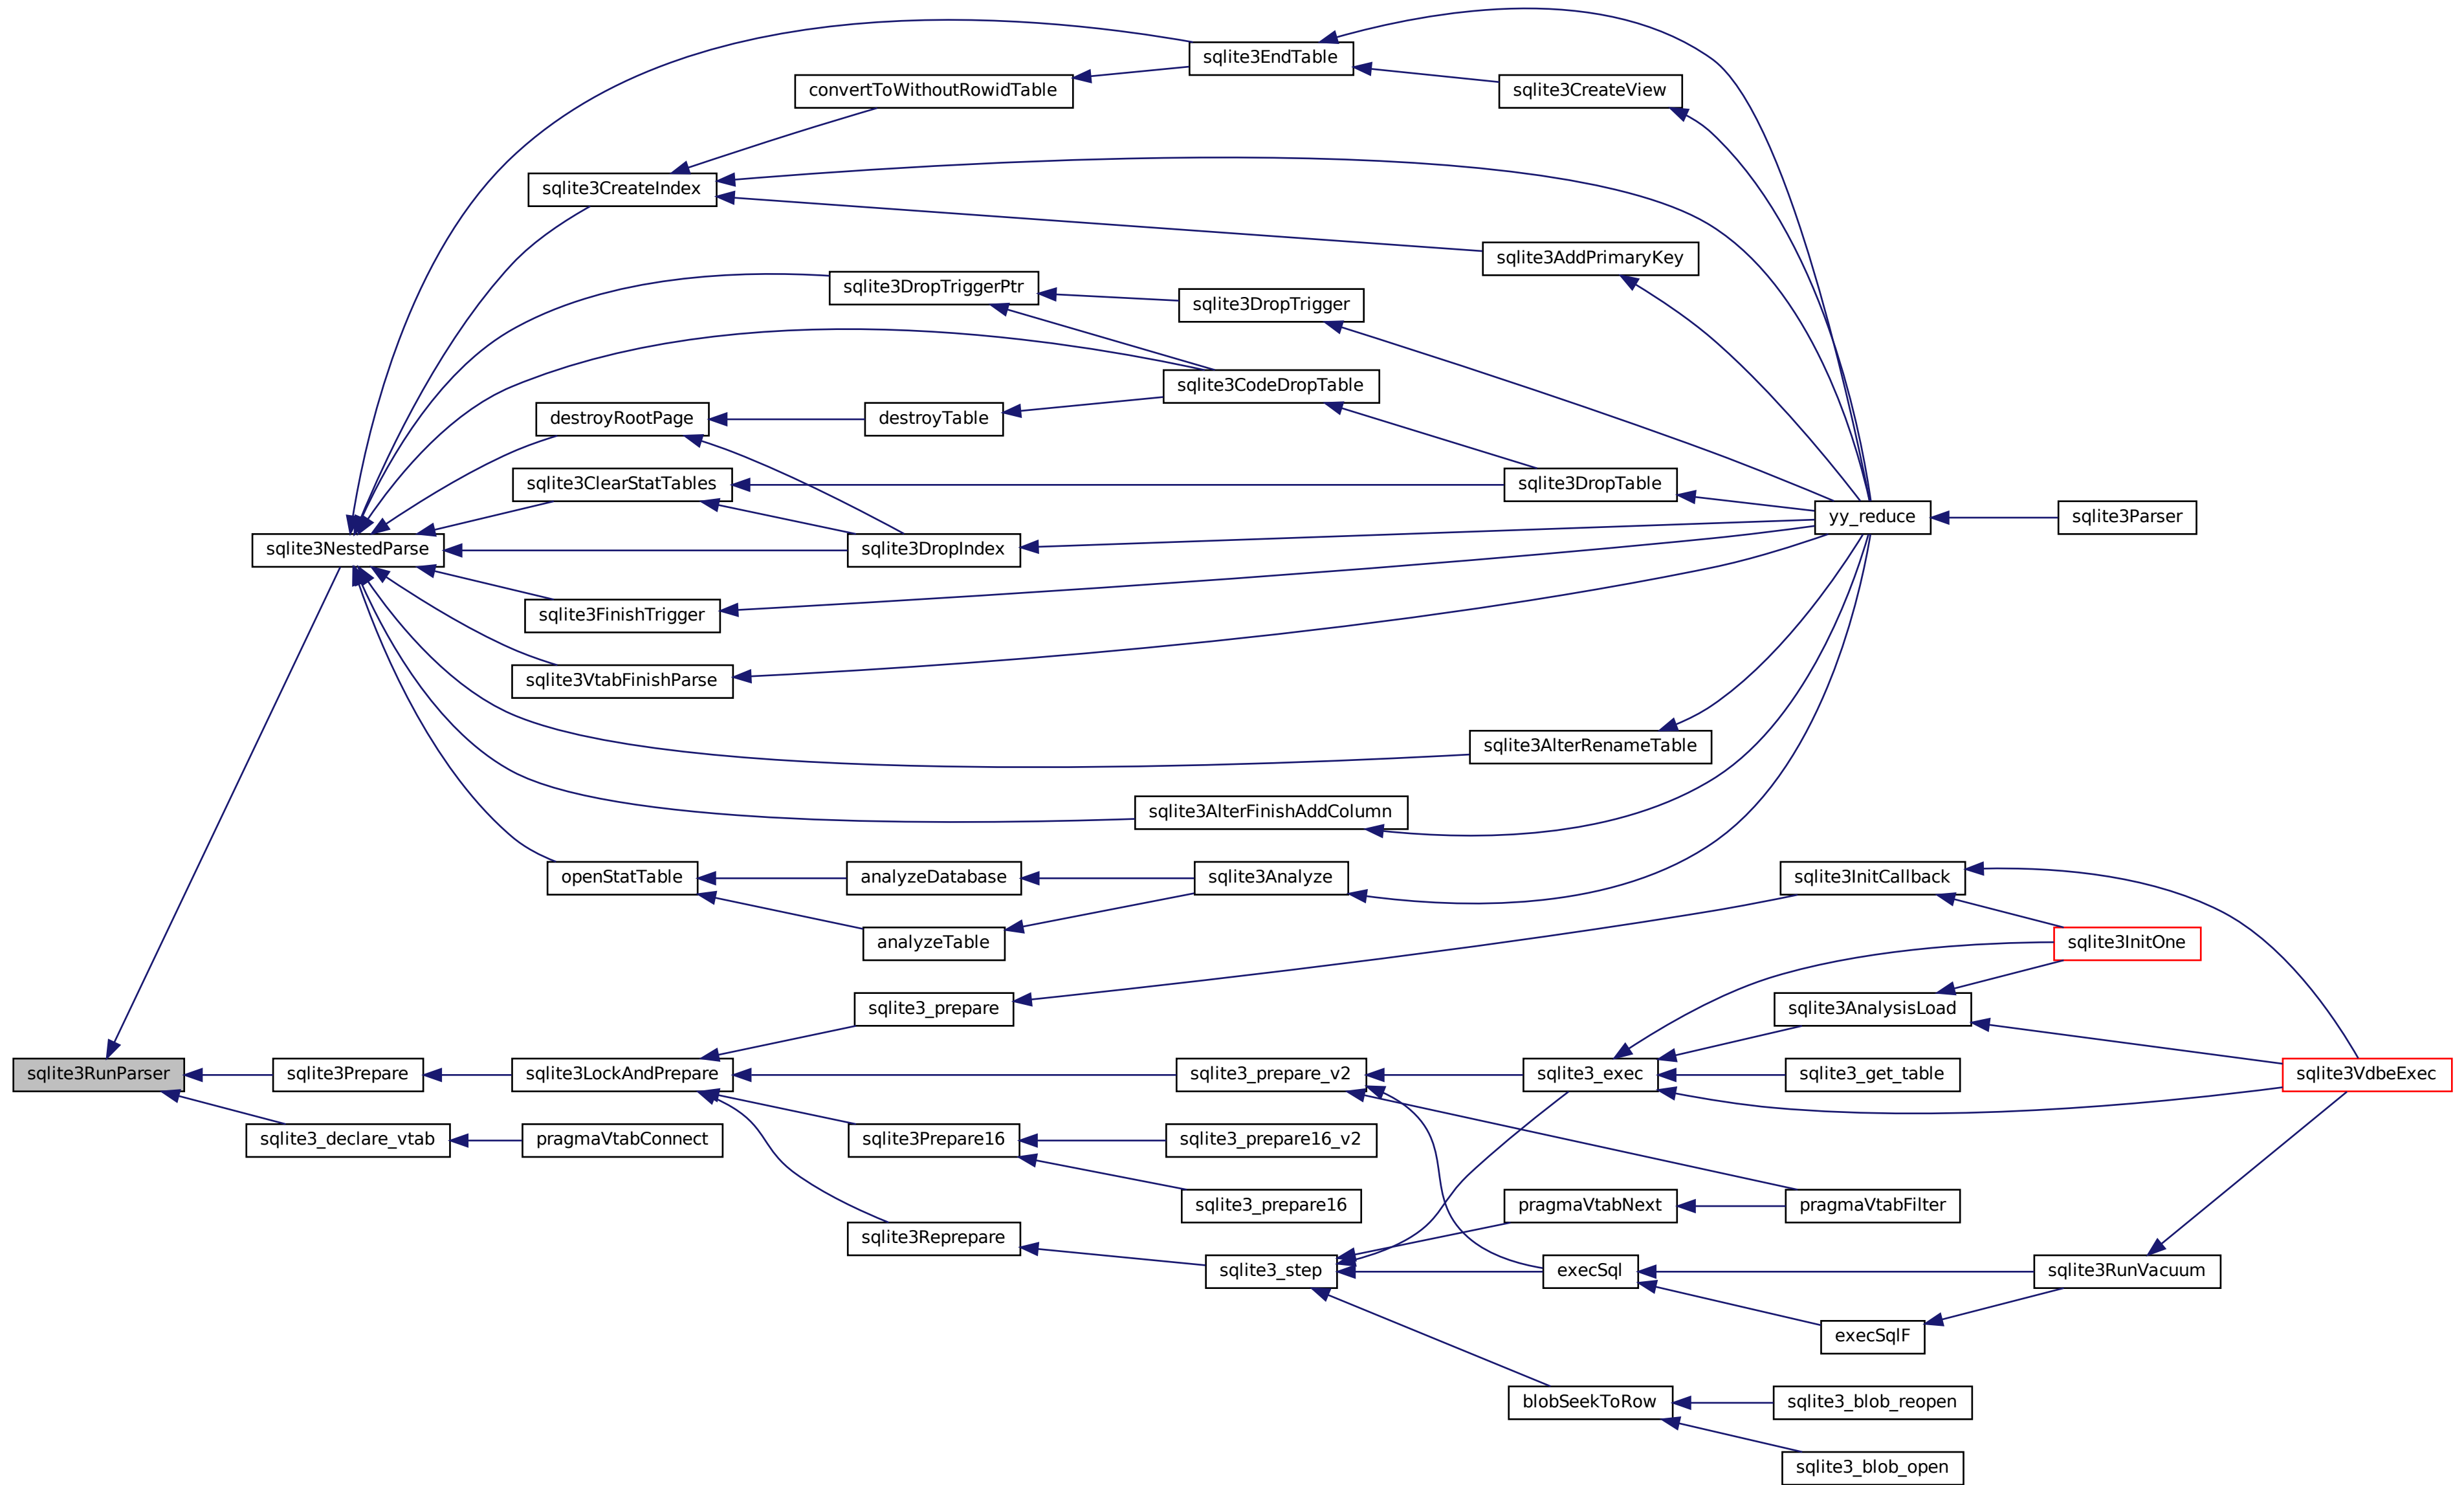 sqlite3EndTable
convertToWithoutRowidTable
sqlite3CreateView
sqlite3CreateIndex
sqlite3AddPrimaryKey
sqlite3DropTriggerPtr
sqlite3DropTrigger
sqlite3CodeDropTable
destroyRootPage
destroyTable
sqlite3ClearStatTables
sqlite3DropTable
yy_reduce
sqlite3Parser
sqlite3NestedParse
sqlite3DropIndex
sqlite3FinishTrigger
sqlite3VtabFinishParse
sqlite3AlterRenameTable
sqlite3AlterFinishAddColumn
openStatTable
analyzeDatabase
sqlite3Analyze
sqlite3InitCallback
analyzeTable
sqlite3InitOne
sqlite3_prepare
sqlite3AnalysisLoad
sqlite3RunParser
sqlite3Prepare
sqlite3LockAndPrepare
sqlite3_prepare_v2
sqlite3_exec
sqlite3_get_table
sqlite3VdbeExec
sqlite3_declare_vtab
pragmaVtabConnect
sqlite3Prepare16
sqlite3_prepare16_v2
sqlite3_prepare16
pragmaVtabNext
pragmaVtabFilter
sqlite3Reprepare
sqlite3_step
execSql
sqlite3RunVacuum
execSqlF
blobSeekToRow
sqlite3_blob_reopen
sqlite3_blob_open